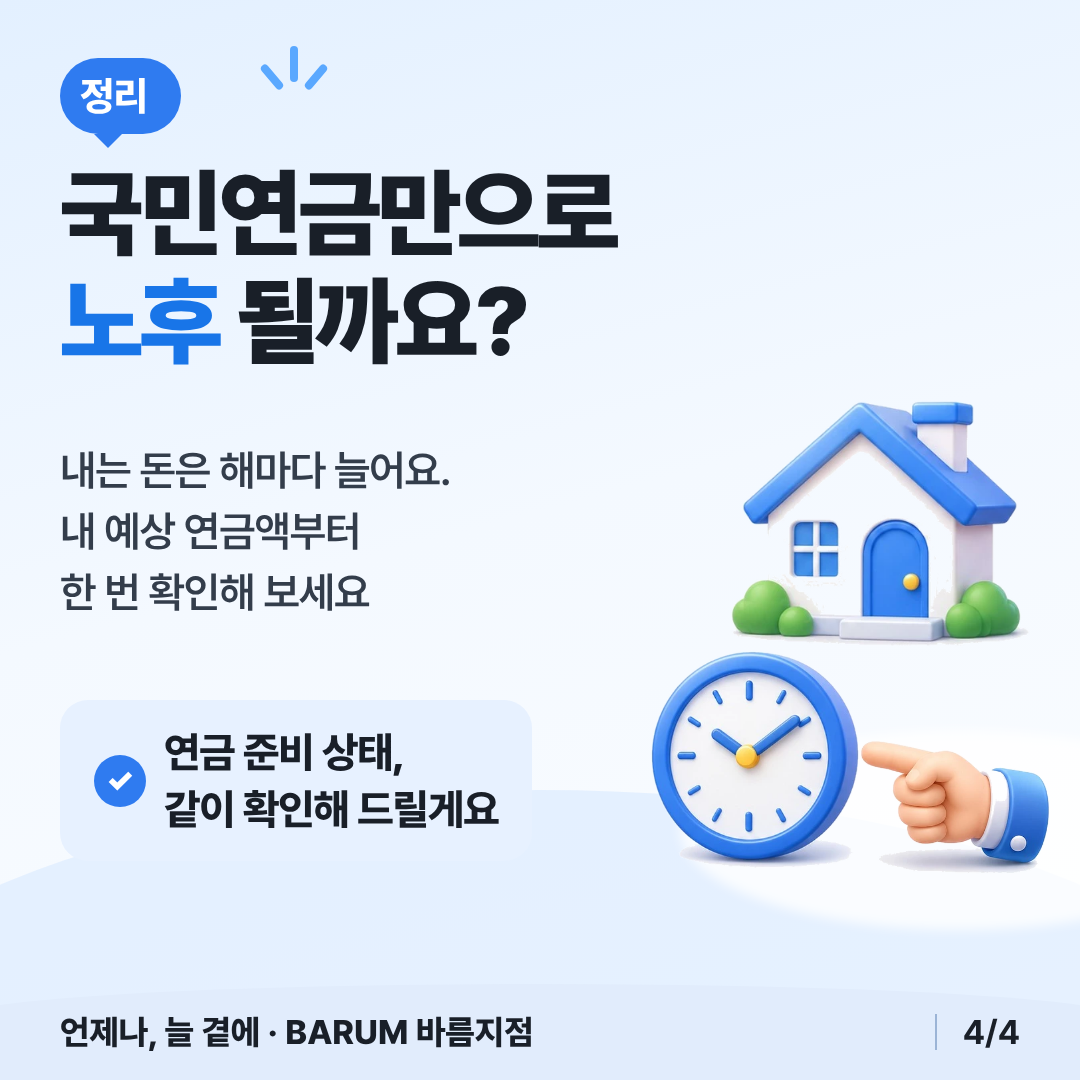 정리
국민연금만으로
노후 될까요?
내는 돈은 해마다 늘어요.
내 예상 연금액부터
한 번 확인해 보세요
연금 준비 상태,
같이 확인해 드릴게요
언제나, 늘 곁에 · BARUM 바름지점
4/4